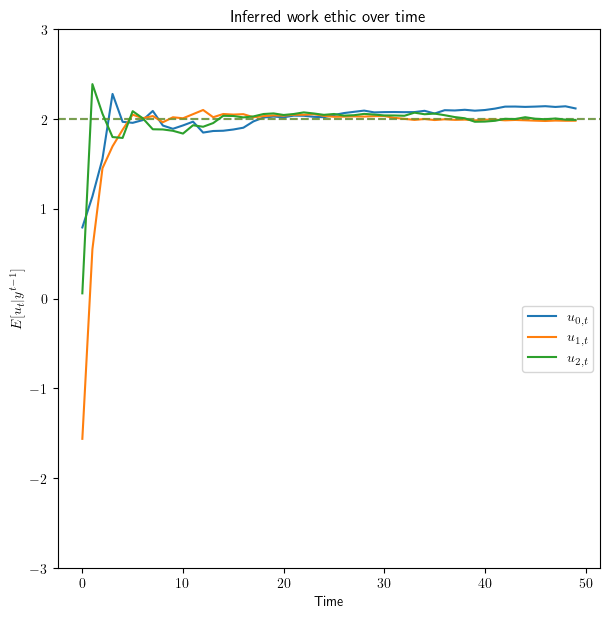 Inferred work ethic over time
3
2
1
0
−1
−2
−3
E[u_t|y^{t−1}]
u_{0,t}
u_{1,t}
u_{2,t}
0 10 20 30 40 50
Time